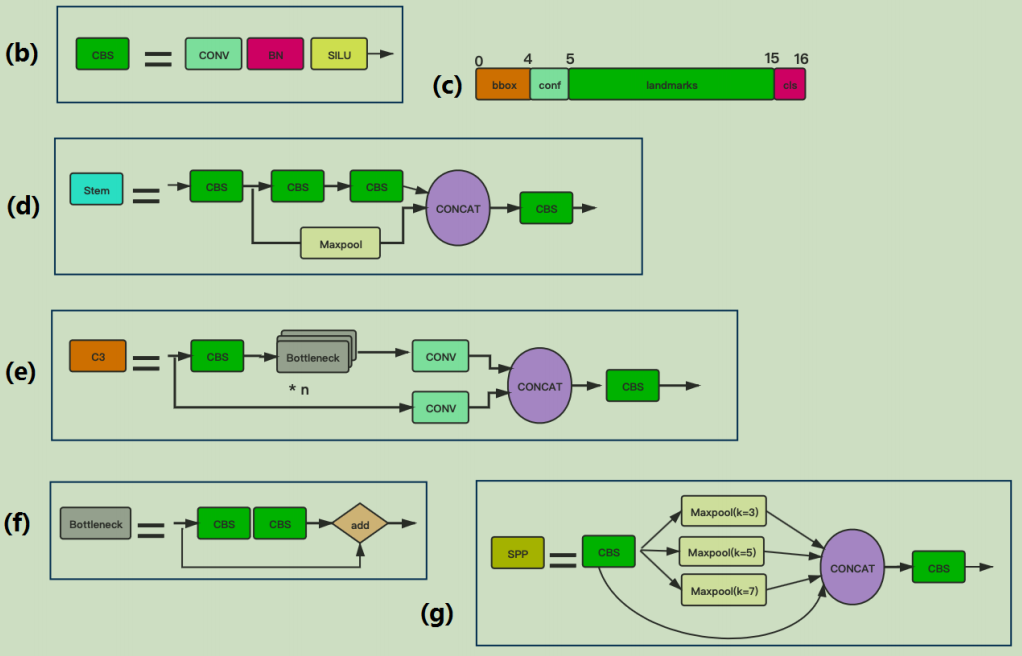 (b)
CBS = CONV BN SILU
(c)
0 4 5 15 16
bbox conf landmarks cls
(d)
Stem = CBS CBS CBS CONCAT CBS
Maxpool
(e)
C3 = CBS Bottleneck CONV CONCAT CBS
* n
CONV
(f)
Bottleneck = CBS CBS add
(g)
SPP = CBS Maxpool(k=3) CONCAT CBS
Maxpool(k=5)
Maxpool(k=7)